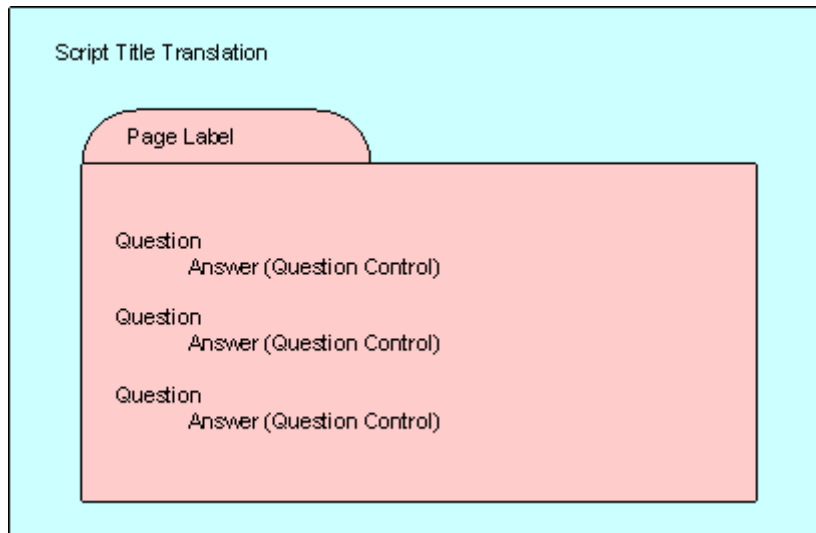 Script Title Translation
Page Label
Question
Answer (Question Control)
Question
Answer (Question Control)
Question
Answer (Question Control)